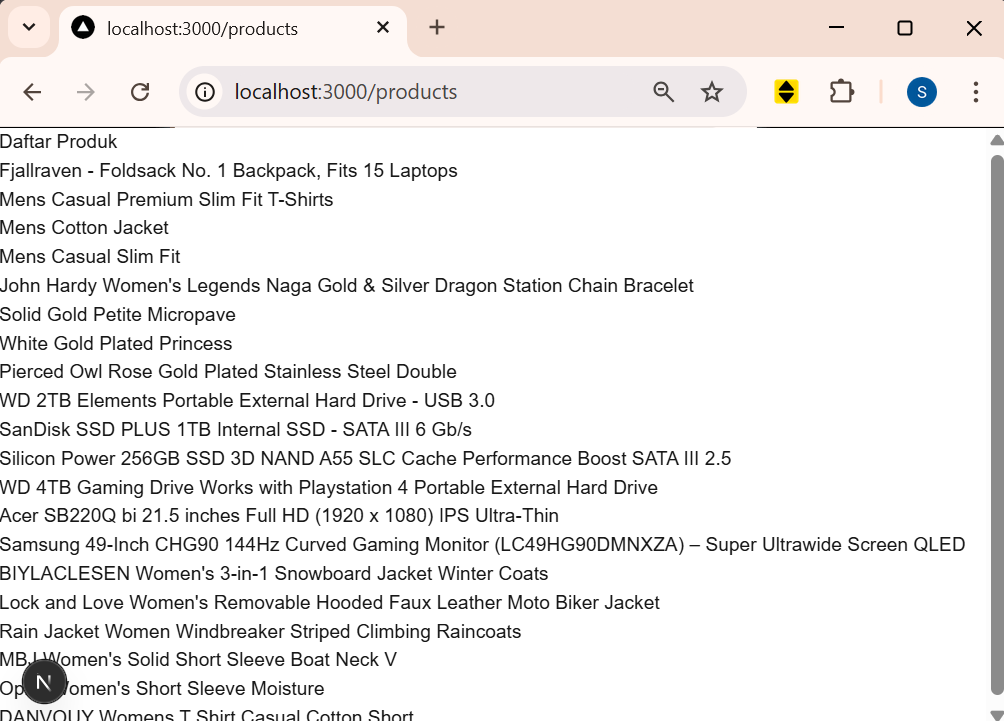 localhost:3000/products
localhost:3000/products
S
Daftar Produk
Fjallraven - Foldsack No. 1 Backpack, Fits 15 Laptops
Mens Casual Premium Slim Fit T-Shirts
Mens Cotton Jacket
Mens Casual Slim Fit
John Hardy Women's Legends Naga Gold & Silver Dragon Station Chain Bracelet
Solid Gold Petite Micropave
White Gold Plated Princess
Pierced Owl Rose Gold Plated Stainless Steel Double
WD 2TB Elements Portable External Hard Drive - USB 3.0
SanDisk SSD PLUS 1TB Internal SSD - SATA III 6 Gb/s
Silicon Power 256GB SSD 3D NAND A55 SLC Cache Performance Boost SATA III 2.5
WD 4TB Gaming Drive Works with Playstation 4 Portable External Hard Drive
Acer SB220Q bi 21.5 inches Full HD (1920 x 1080) IPS Ultra-Thin
Samsung 49-Inch CHG90 144Hz Curved Gaming Monitor (LC49HG90DMNXZA) – Super Ultrawide Screen QLED
BIYLACLESEN Women's 3-in-1 Snowboard Jacket Winter Coats
Lock and Love Women's Removable Hooded Faux Leather Moto Biker Jacket
Rain Jacket Women Windbreaker Striped Climbing Raincoats
MBJ Women's Solid Short Sleeve Boat Neck V
N
Women's Short Sleeve Moisture
DANVOUY Womens T Shirt Casual Cotton Short